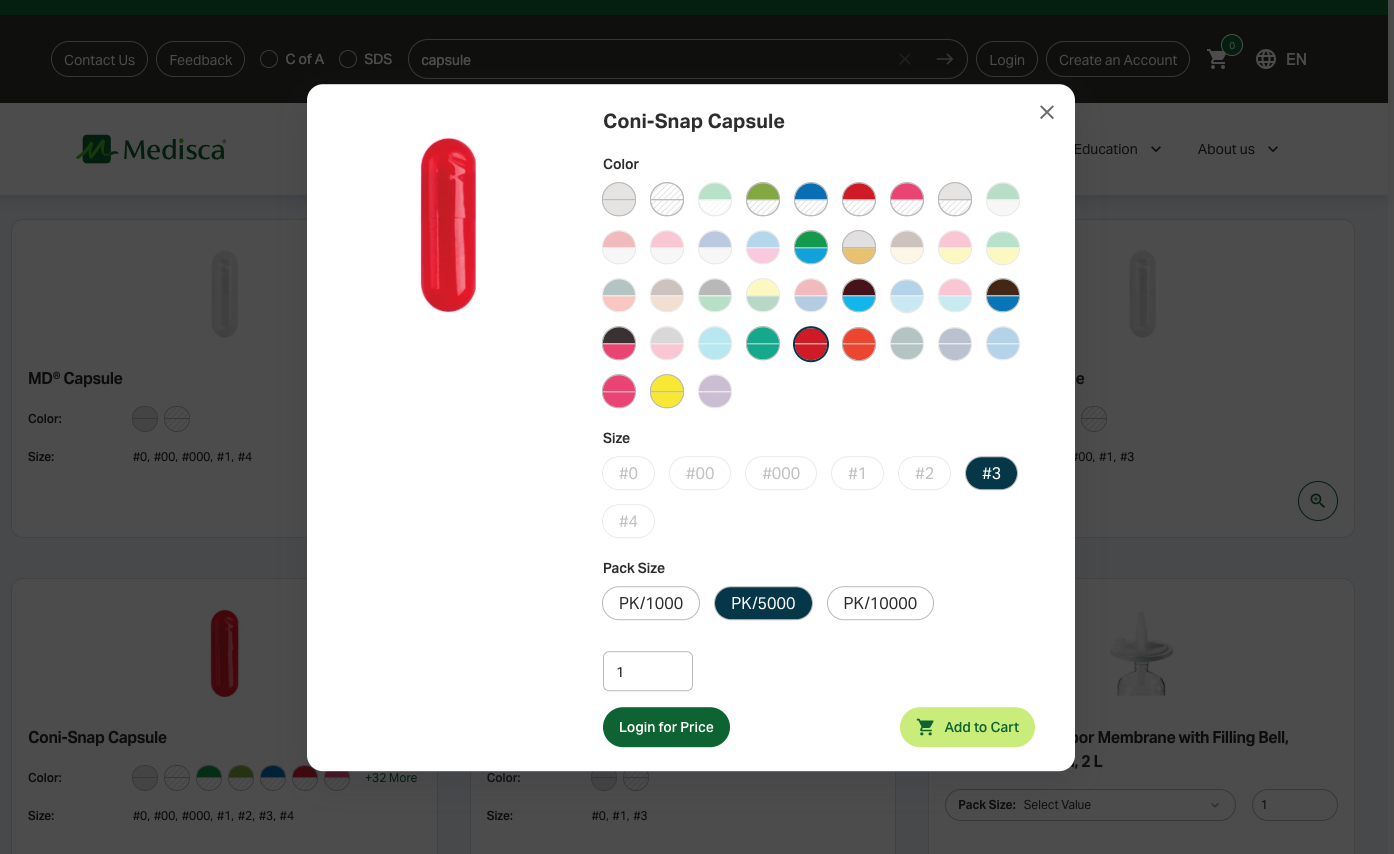 Contact Us Feedback C of A SDS capsule Login Create an Account 0 EN
Medisca®
Education About us
Coni-Snap Capsule
Color
Size
#0 #00 #000 #1 #2 #3
#4
Pack Size
PK/1000 PK/5000 PK/10000
1
Login for Price Add to Cart
MD® Capsule
Color:
Size: #0, #00, #000, #1, #4
#1, #3
Coni-Snap Capsule
Color: +32 More
Size: #0, #00, #000, #1, #2, #3, #4
Color:
Size: #0, #1, #3
Membrane with Filling Bell,
2 L
Pack Size: Select Value 1